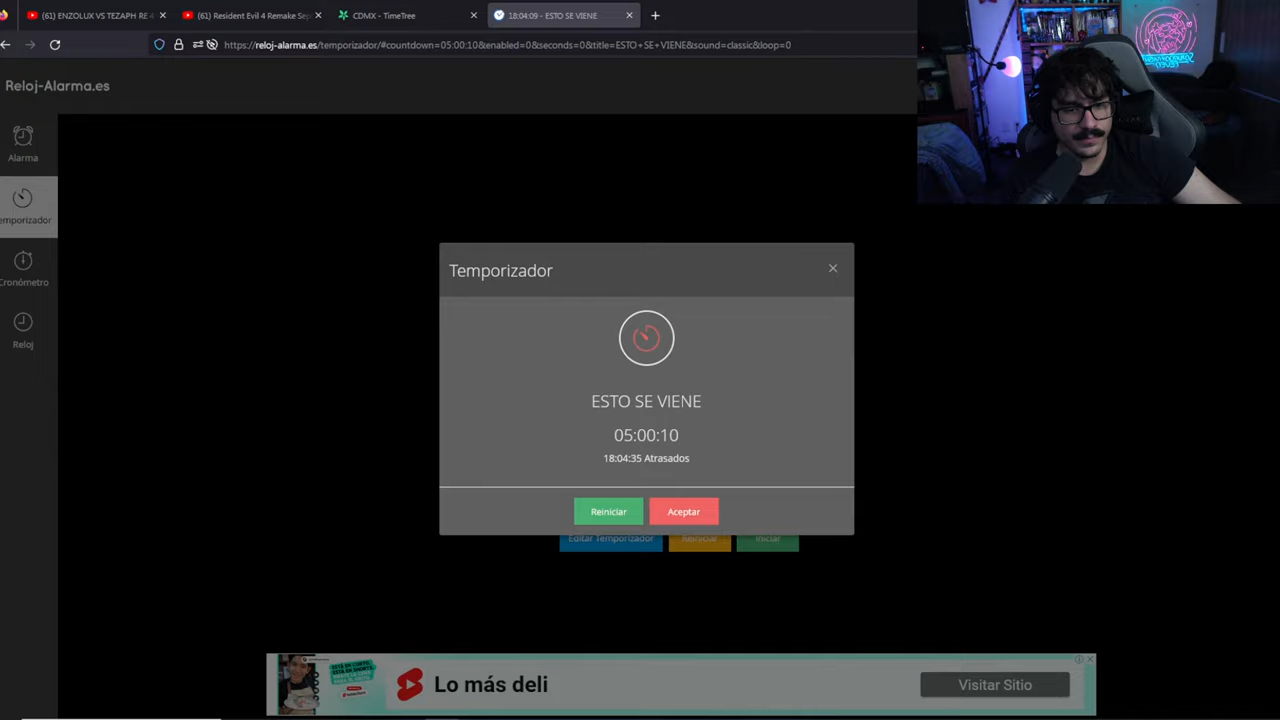 (61) ENZOLUX VS TEZAPH RE 4
(61) Resident Evil 4 Remake Sep
CDMX - TimeTree
18:04:09 - ESTO SE VIENE
https://reloj-alarma.es/temporizador/#countdown=05:00:10&enabled=0&seconds=0&title=ESTO+SE+VIENE&sound=classic&loop=0
Reloj-Alarma.es
Alarma
emporizador
Cronómetro
Reloj
Temporizador
ESTO SE VIENE
05:00:10
18:04:35 Atrasados
Reiniciar
Aceptar
Editar Temporizador
Reiniciar
Iniciar
Lo más deli
Visitar Sitio